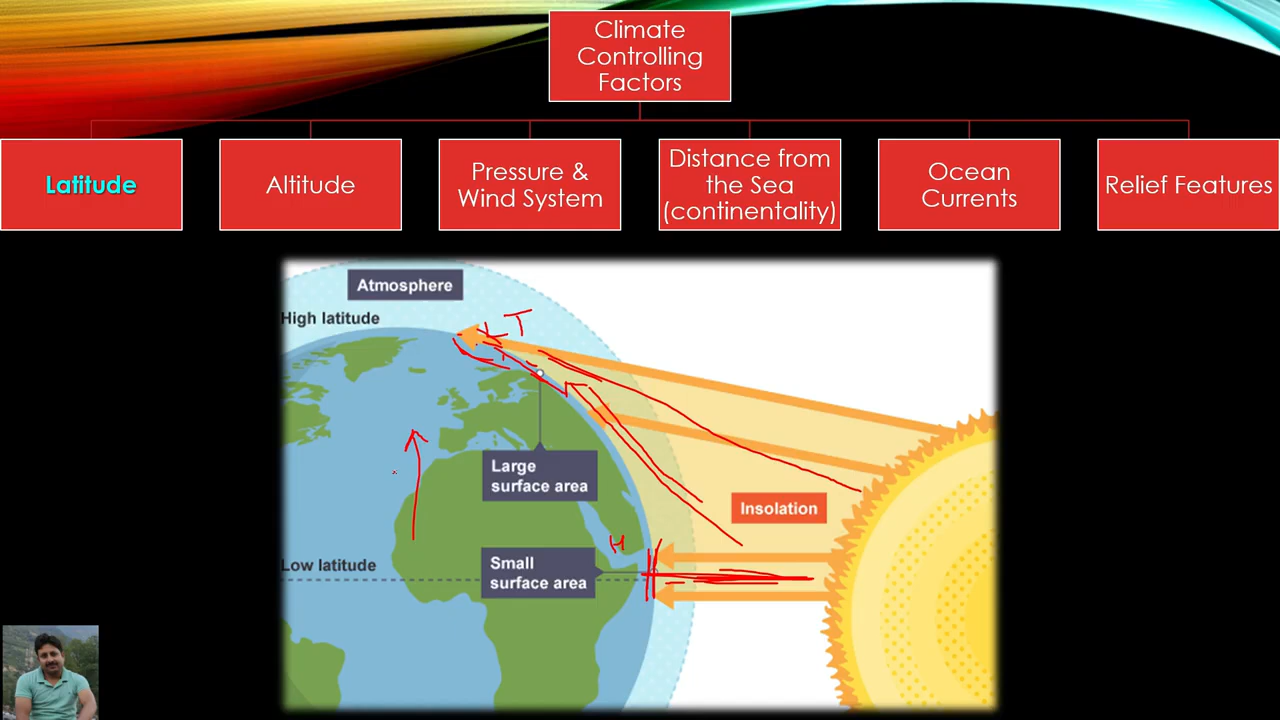 Climate
Controlling
Factors
Latitude
Altitude
Pressure &
Wind System
Distance from
the Sea
(continentality)
Ocean
Currents
Relief Features
Atmosphere
High latitude
T
Large
surface area
Insolation
H
Low latitude
Small
surface area